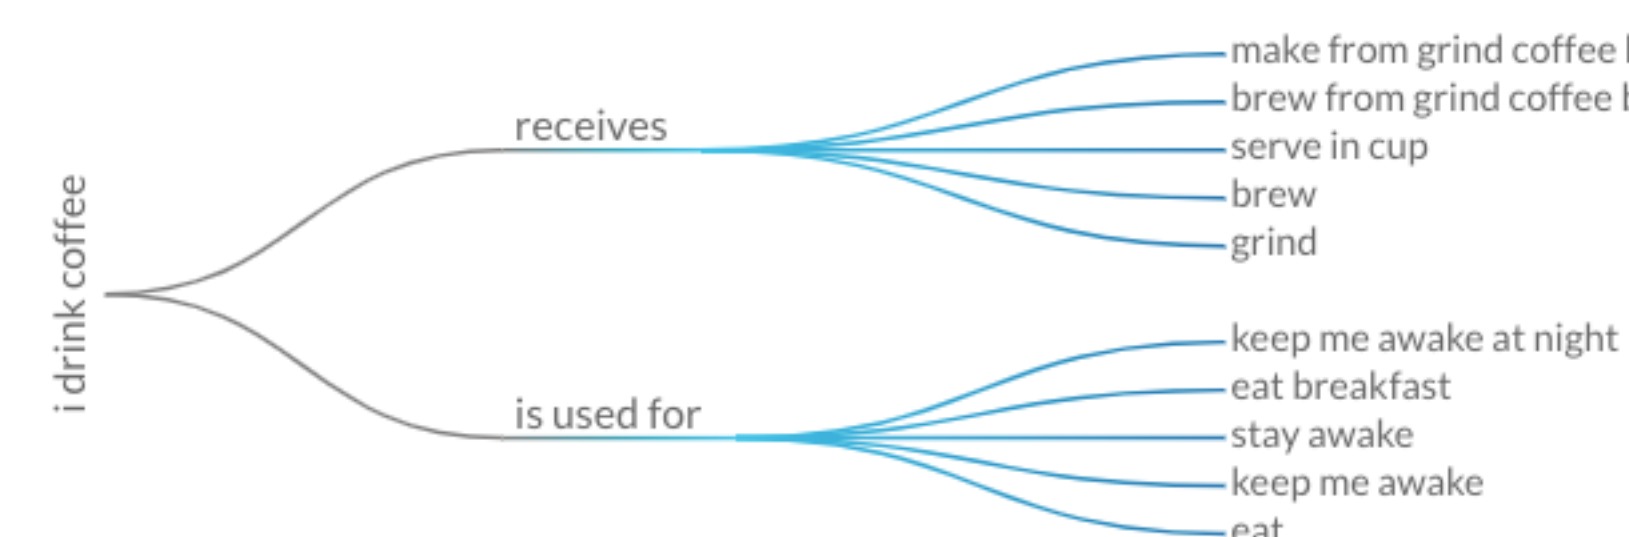 i drink coffee
receives
make from grind coffee
brew from grind coffee
serve in cup
brew
grind
is used for
keep me awake at night
eat breakfast
stay awake
keep me awake
eat